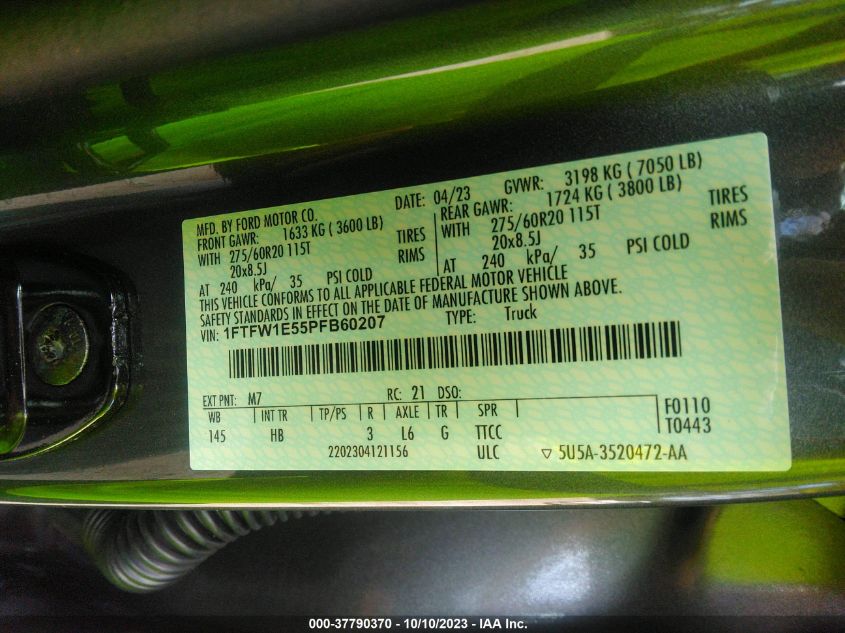 MFD. BY FORD MOTOR CO. DATE: 04/23 GVWR: 3198 KG ( 7050 LB)
FRONT GAWR: 1633 KG ( 3600 LB) REAR GAWR: 1724 KG ( 3800 LB)
WITH 275/60R20 115T TIRES WITH 275/60R20 115T TIRES
20x8.5J RIMS 20x8.5J RIMS
AT 240 kPa/ 35 PSI COLD AT 240 kPa/ 35 PSI COLD
THIS VEHICLE CONFORMS TO ALL APPLICABLE FEDERAL MOTOR VEHICLE
SAFETY STANDARDS IN EFFECT ON THE DATE OF MANUFACTURE SHOWN ABOVE.
VIN: 1FTFW1E55PFB60207 TYPE: Truck
EXT PNT: M7 RC: 21 DSO:
WB INT TR TP/PS R AXLE TR SPR F0110
145 HB 3 L6 G TTCC T0443
2202304121156 ULC ▽ 5U5A-3520472-AA
000-37790370 - 10/10/2023 - IAA Inc.